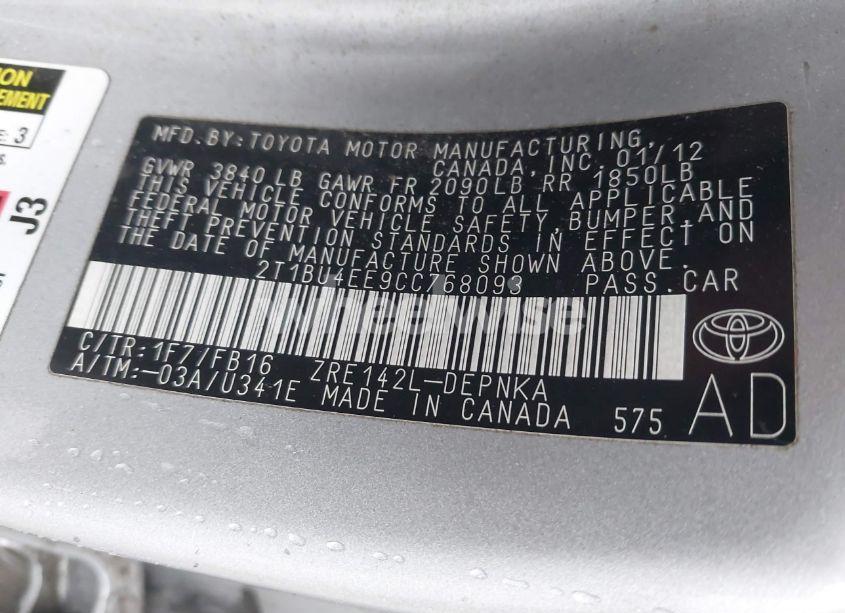 ION
EMENT
E: 3
J3
MFD. BY: TOYOTA MOTOR MANUFACTURING,
CANADA, INC. 01/12
GVWR 3840 LB GAWR FR 2090LB RR 1850LB
THIS VEHICLE CONFORMS TO ALL APPLICABLE
FEDERAL MOTOR VEHICLE SAFETY, BUMPER, AND
THEFT PREVENTION STANDARDS IN EFFECT ON
THE DATE OF MANUFACTURE SHOWN ABOVE.
2T1BU4EE9CC768093 PASS. CAR
C/TR: 1F7/FB16 ZRE142L-DEPNKA
A/TM: -03A/U341E MADE IN CANADA 575 AD